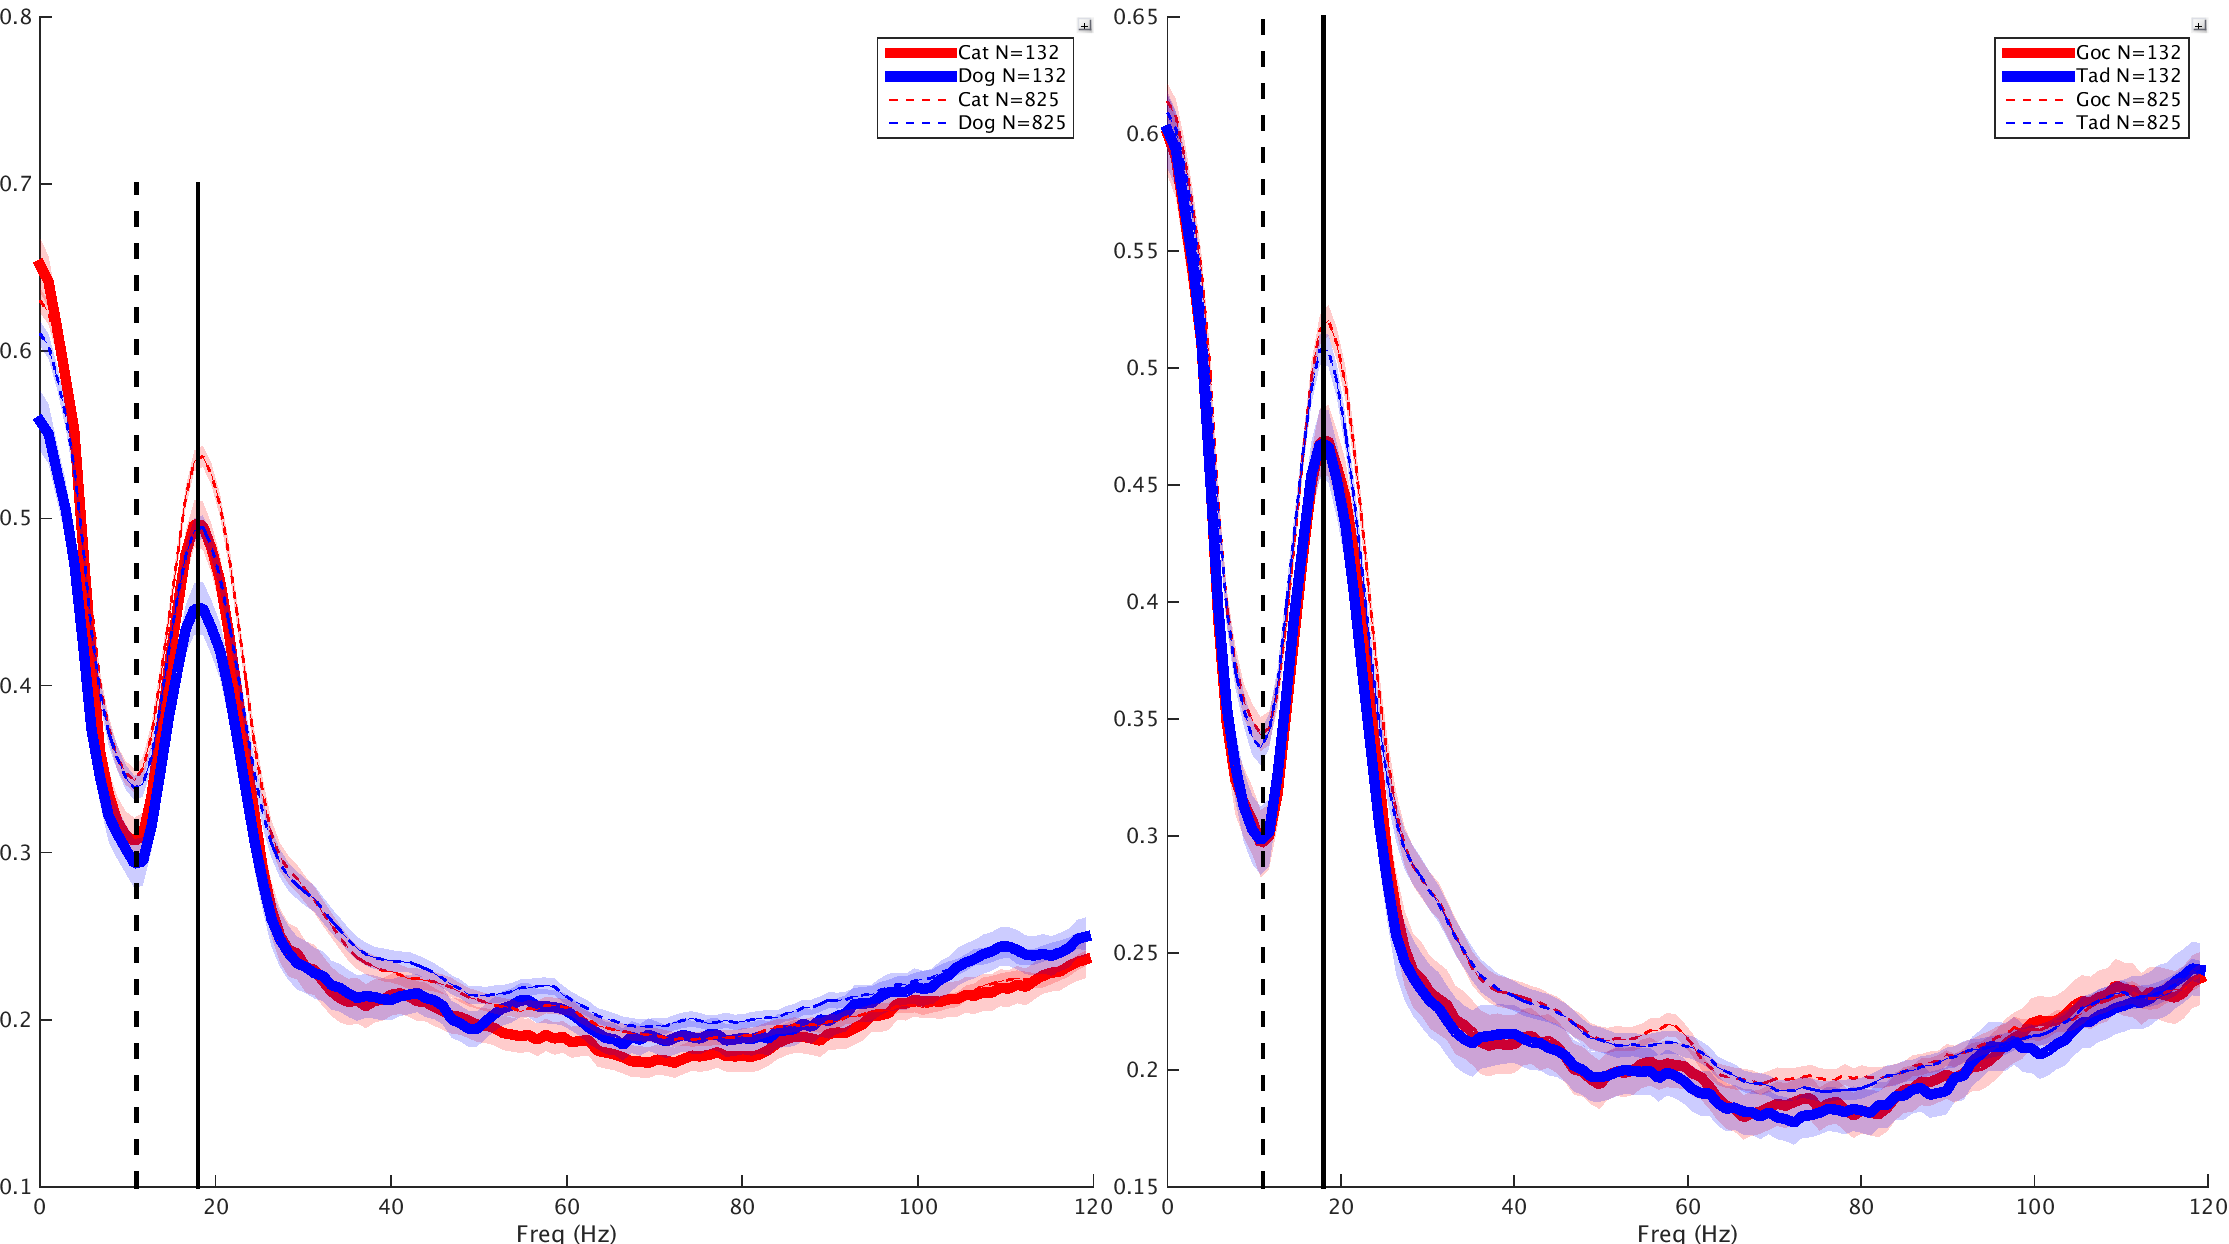 0.8
0.7
0.6
0.5
0.4
0.3
0.2
0.1
0 20 40 60 80 100 120
Freq (Hz)
Cat N=132
Dog N=132
Cat N=825
Dog N=825
0.65
0.6
0.55
0.5
0.45
0.4
0.35
0.3
0.25
0.2
0.15
0 20 40 60 80 100 120
Freq (Hz)
Goc N=132
Tad N=132
Goc N=825
Tad N=825